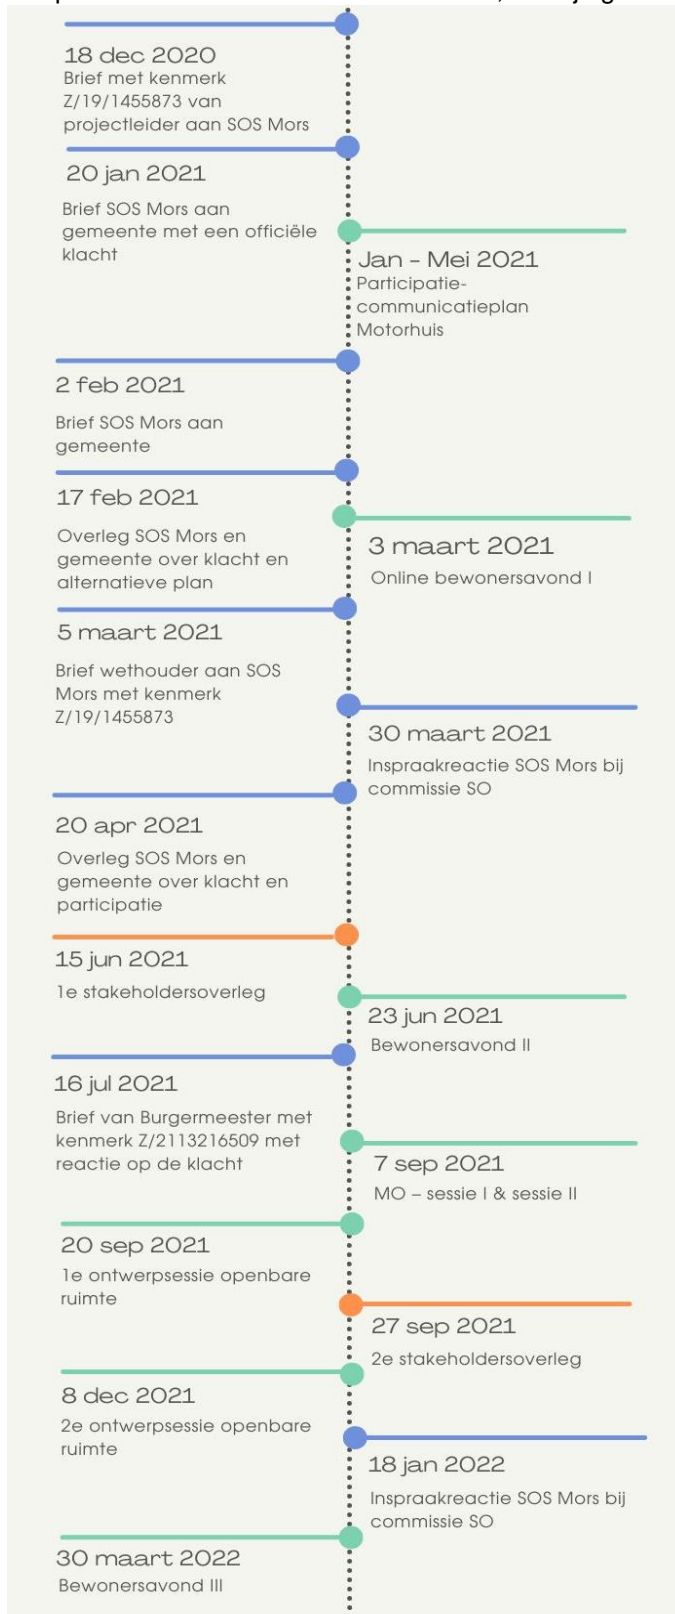 18 dec 2020
Brief met kenmerk
Z/19/1455873 van
projectleider aan SOS Mors
20 jan 2021
Brief SOS Mors aan
gemeente met een officiële
klacht
Jan - Mei 2021
Participatie-
communicatieplan
Motorhuis
2 feb 2021
Brief SOS Mors aan
gemeente
17 feb 2021
Overleg SOS Mors en
gemeente over klacht en
alternatieve plan
3 maart 2021
Online bewonersavond I
5 maart 2021
Brief wethouder aan SOS
Mors met kenmerk
Z/19/1455873
30 maart 2021
Inspraakreactie SOS Mors bij
commissie SO
20 apr 2021
Overleg SOS Mors en
gemeente over klacht en
participatie
15 jun 2021
1e stakeholdersoverleg
23 jun 2021
Bewonersavond II
16 jul 2021
Brief van Burgermeester met
kenmerk Z/2113216509 met
reactie op de klacht
7 sep 2021
MO – sessie I & sessie II
20 sep 2021
1e ontwerpsessie openbare
ruimte
27 sep 2021
2e stakeholdersoverleg
8 dec 2021
2e ontwerpsessie openbare
ruimte
18 jan 2022
Inspraakreactie SOS Mors bij
commissie SO
30 maart 2022
Bewonersavond III